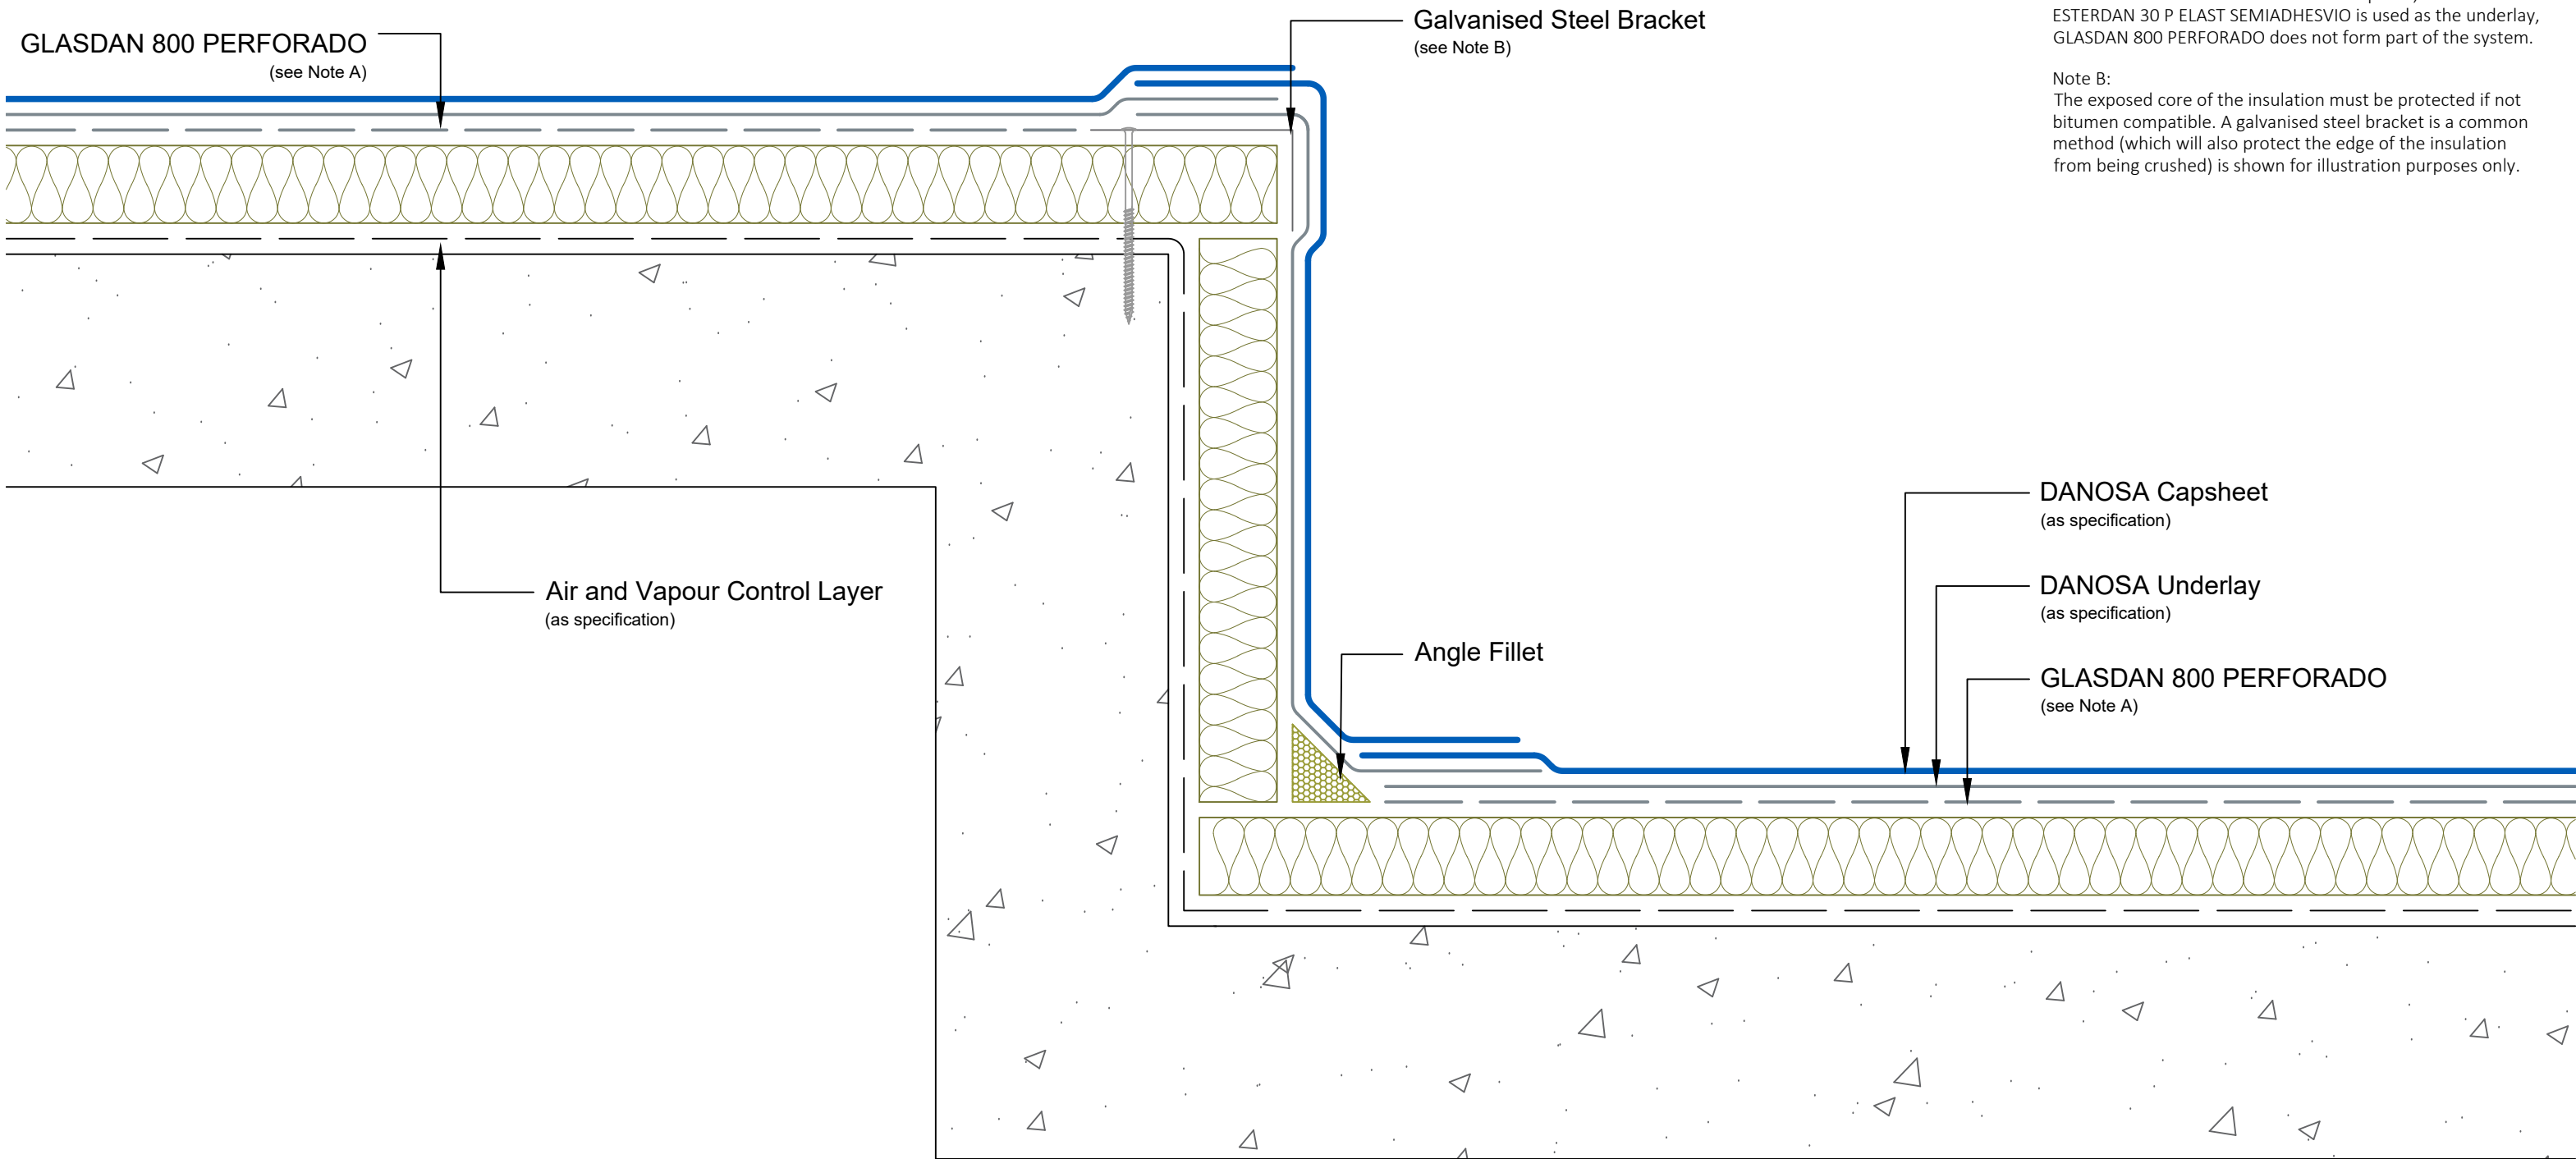 GLASDAN 800 PERFORADO
(see Note A)
Galvanised Steel Bracket
(see Note B)
ESTERDAN 30 P ELAST SEMIADHESVIO is used as the underlay,
GLASDAN 800 PERFORADO does not form part of the system.
Note B:
The exposed core of the insulation must be protected if not
bitumen compatible. A galvanised steel bracket is a common
method (which will also protect the edge of the insulation
from being crushed) is shown for illustration purposes only.
DANOSA Capsheet
(as specification)
Air and Vapour Control Layer
(as specification)
DANOSA Underlay
(as specification)
Angle Fillet
GLASDAN 800 PERFORADO
(see Note A)